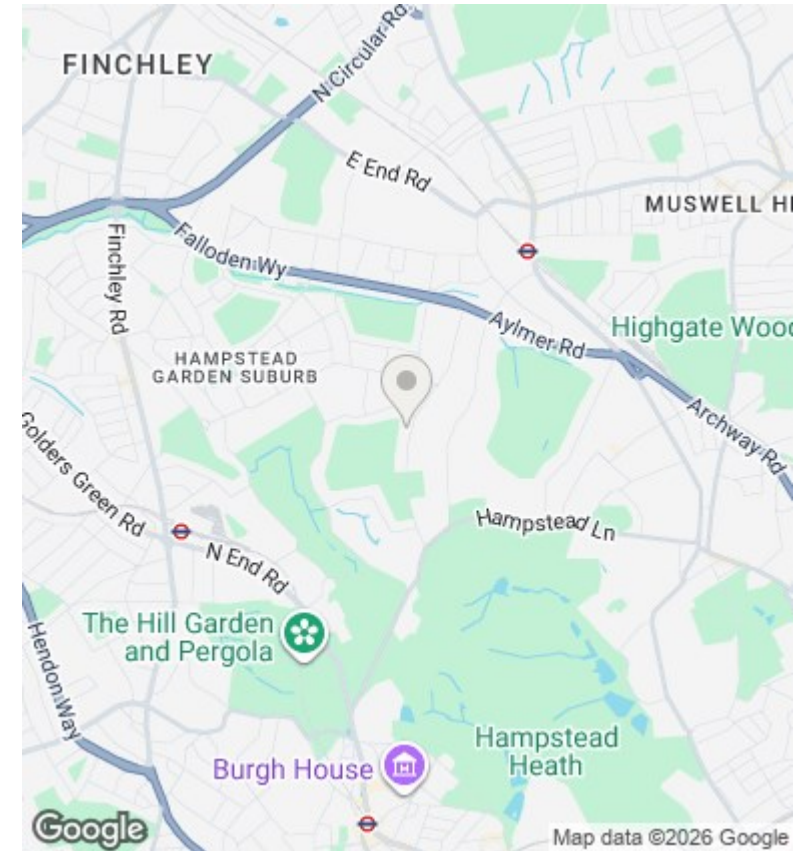 FINCHLEY
N Circular Rd
E End Rd
MUSWELL HI
Finchley Rd
Falloden Wy
Aylmer Rd
Highgate Wood
HAMPSTEAD
GARDEN SUBURB
Archway Rd
Golders Green Rd
Hampstead Ln
N End Rd
The Hill Garden
and Pergola
Hendon Way
Hampstead
Heath
Burgh House
Google
Map data ©2026 Google